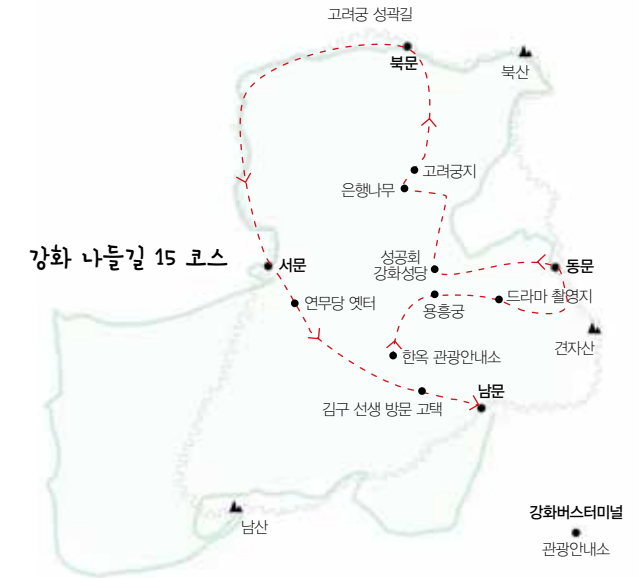 고려궁 성곽길
북문
북산
고려궁지
은행나무
강화 나들길 15 코스
서문
성공회
강화성당
동문
연무당 옛터
용흥궁
드라마 촬영지
견자산
한옥 관광안내소
남문
김구 선생 방문 고택
남산
강화버스터미널
관광안내소